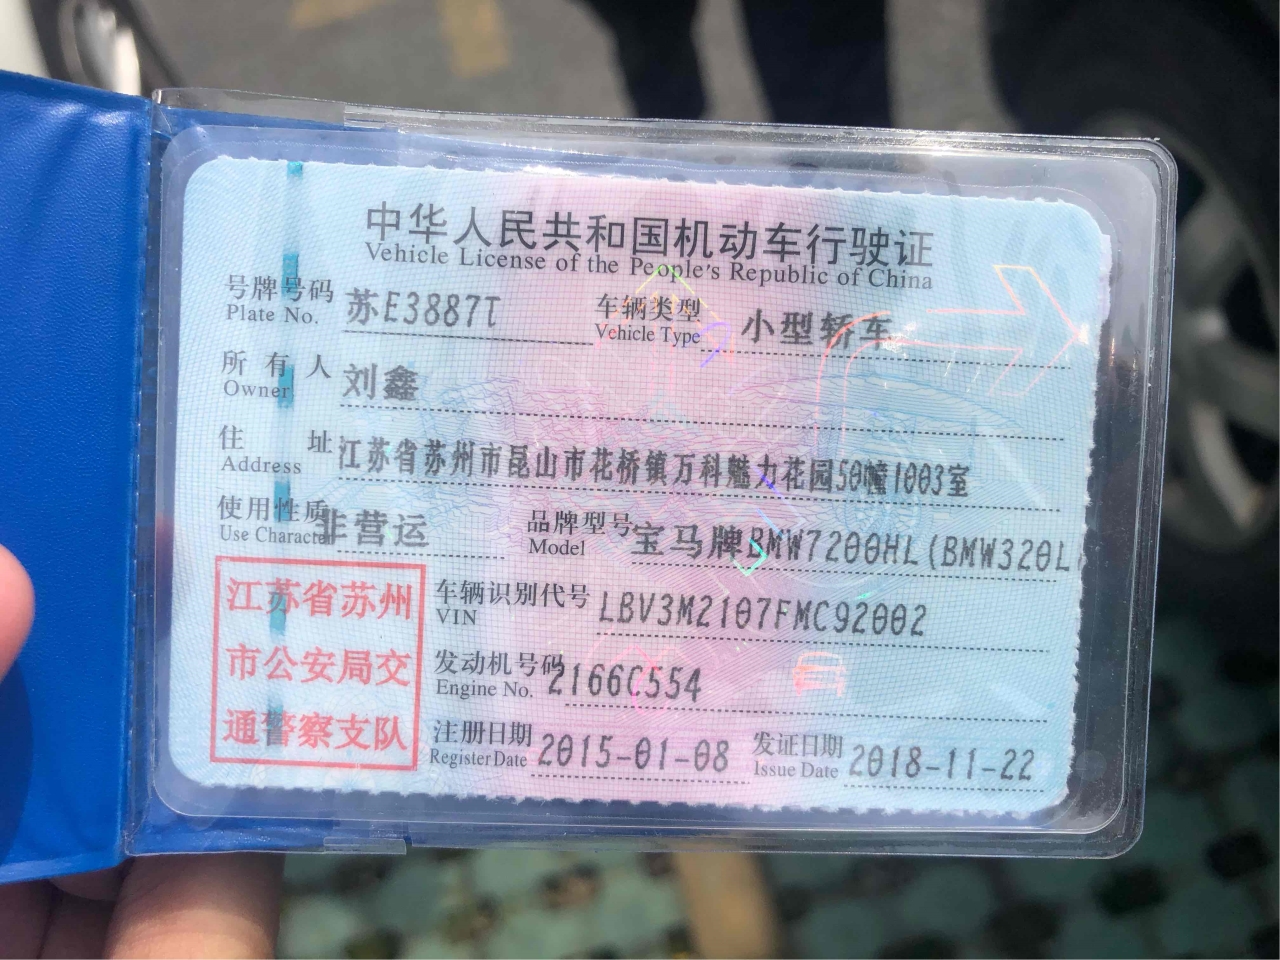 中华人民共和国机动车行驶证
Vehicle License of the People's Republic of China
号牌号码 苏E3887T 车辆类型 小型轿车
Plate No. Vehicle Type
所有人 刘鑫
Owner
住址 江苏省苏州市昆山市花桥镇万科魅力花园50幢1003室
Address
使用性质 非营运 品牌型号 宝马牌BMW7200HL(BMW320L
Use Character Model
江苏省苏州
市公安局交
通警察支队
车辆识别代号 LBV3M2107FMC92002
VIN
发动机号码 2166C554
Engine No.
注册日期 2015-01-08 发证日期 2018-11-22
Register Date Issue Date